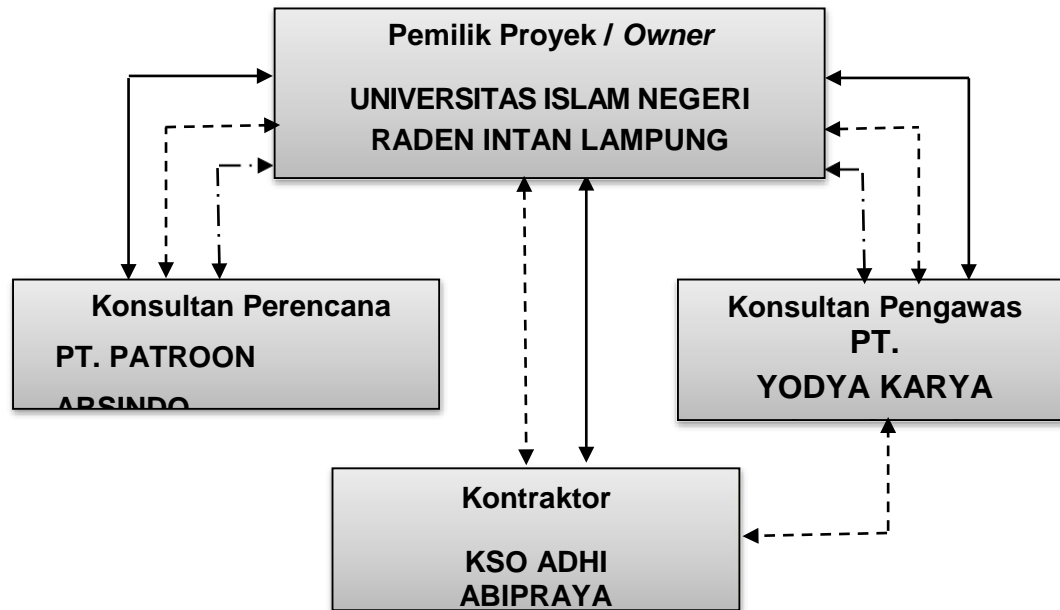 Pemilik Proyek / Owner
UNIVERSITAS ISLAM NEGERI
RADEN INTAN LAMPUNG
Konsultan Perencana
PT. PATROON
ARSINDO
Konsultan Pengawas
PT.
YODYA KARYA
Kontraktor
KSO ADHI
ABIPRAYA